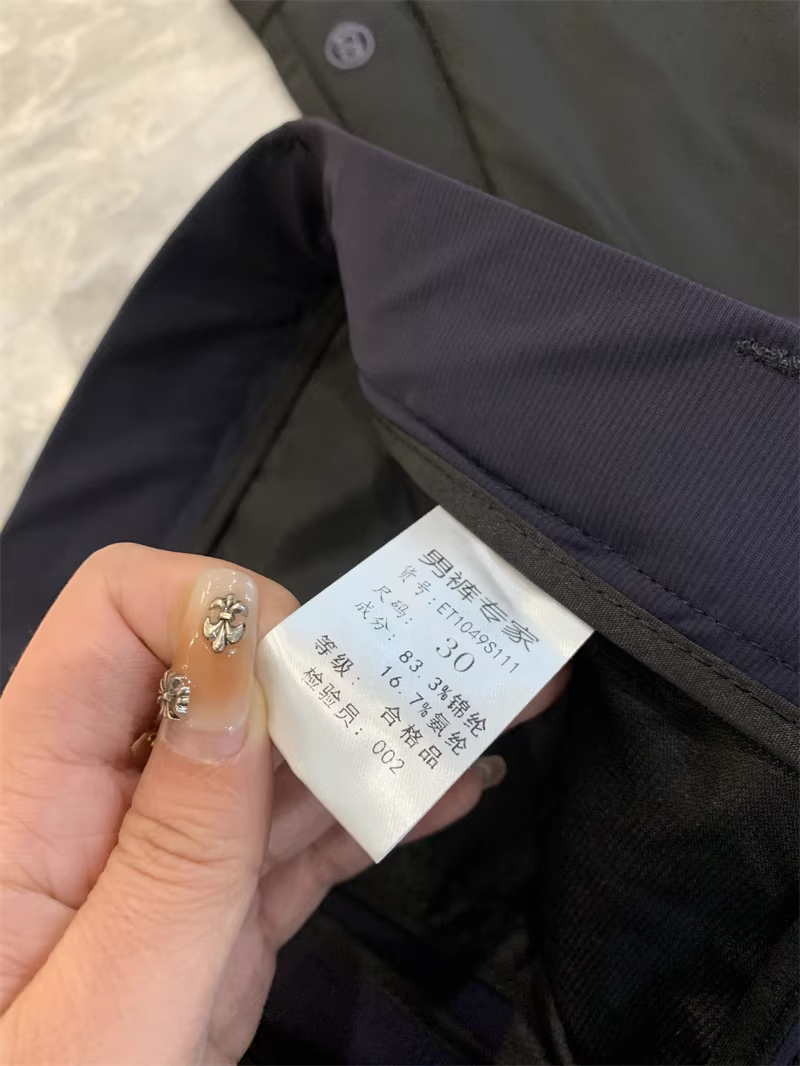 男裤专家
货号：ET1049S111
尺码：30
成分：83.3%锦纶
16.7%氨纶
等级：合格品
检验员：002